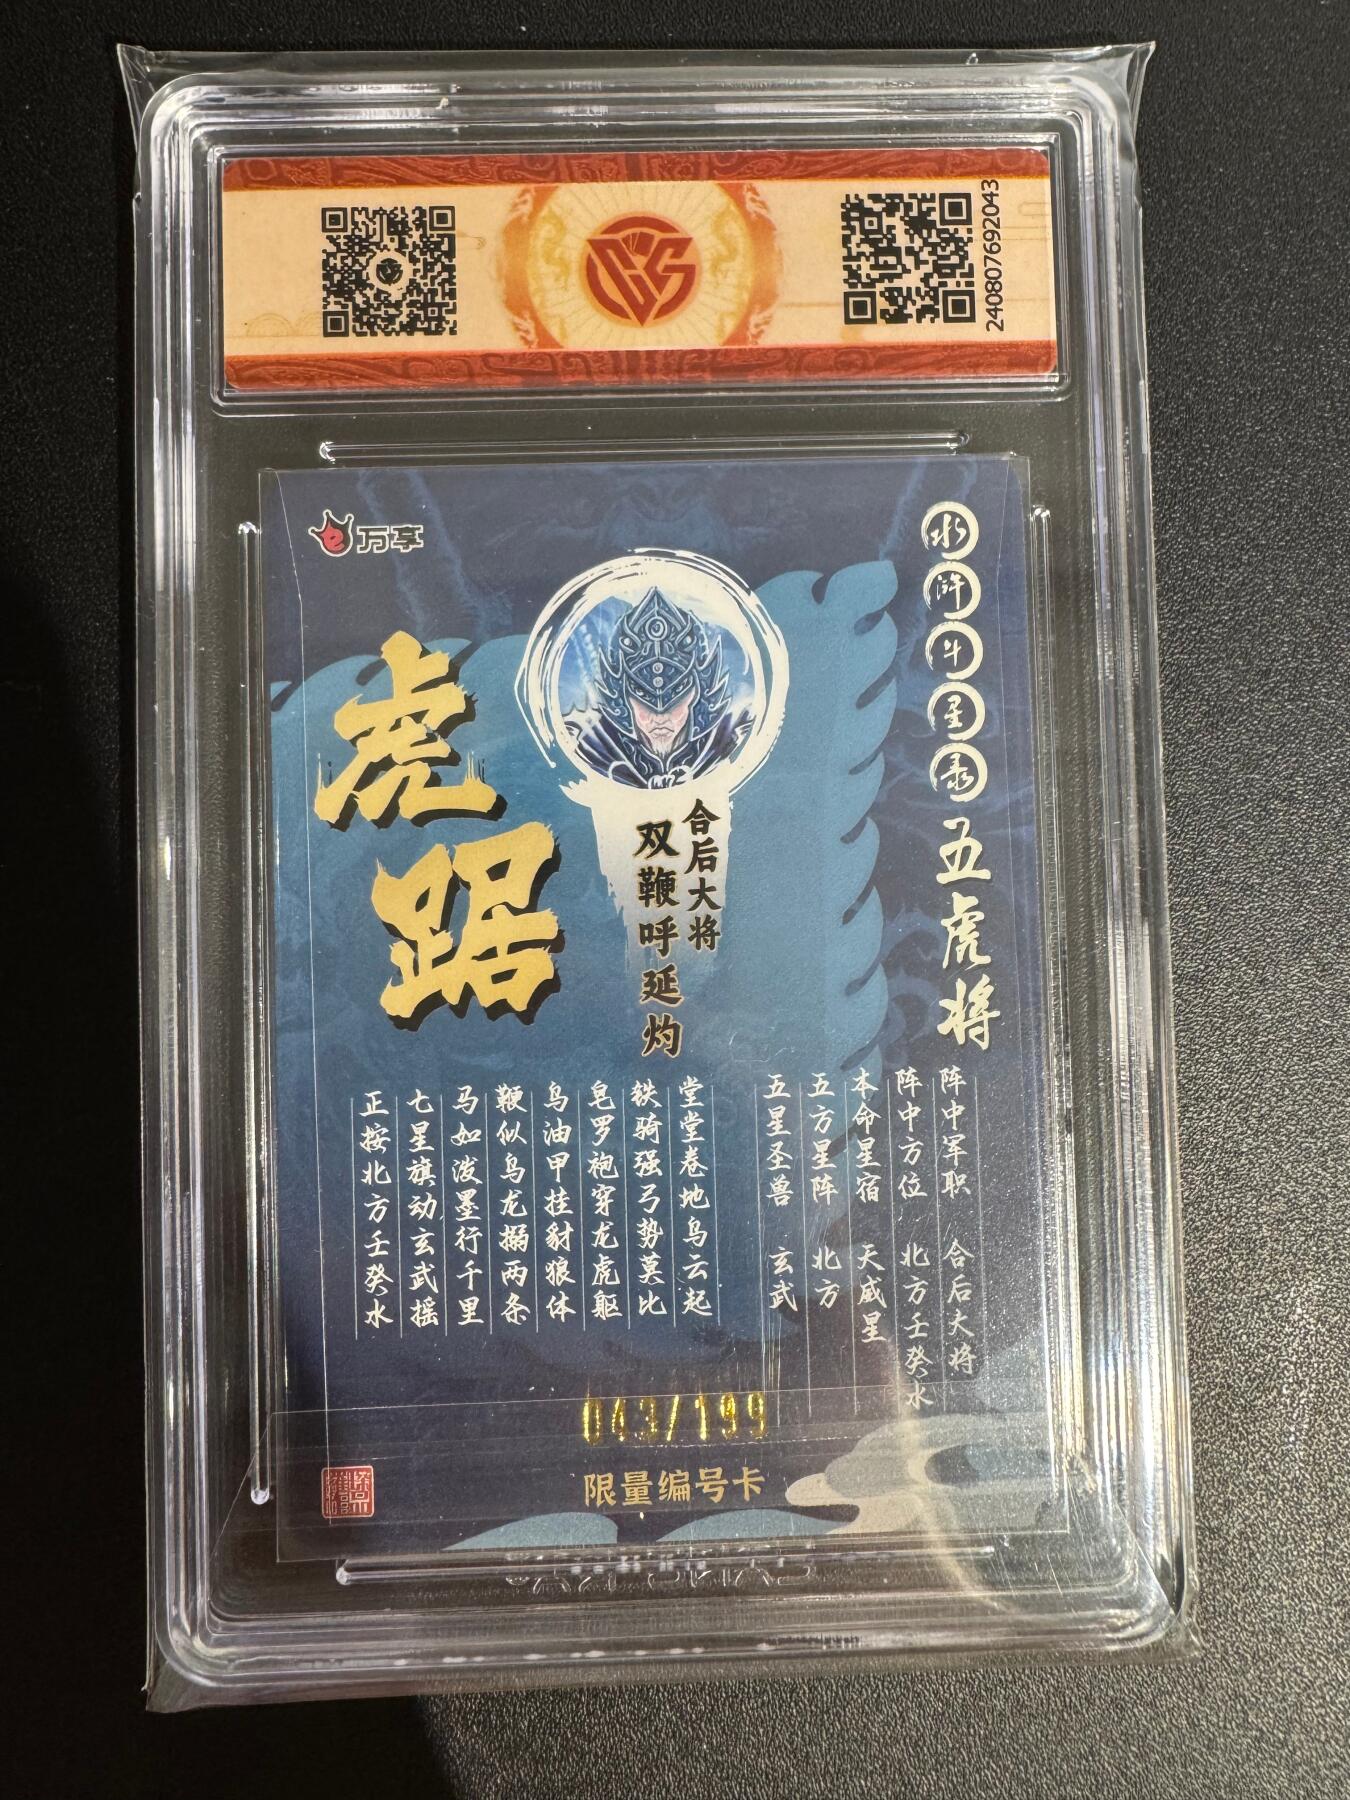 2408076920​43
e万享
水浒斗星录 五虎将
虎踞
合后大将
双鞭呼延灼
阵中军职 合后大将
阵中方位 北方壬癸水
本命星宿 天威星
五方星阵 北方
五星圣兽 玄武
堂堂卷地乌云起
铁骑强弓势莫比
皂罗袍穿龙虎躯
乌油甲挂豺狼体
鞭似乌龙搦两条
马如泼墨行千里
七星旗动玄武摇
正按北方壬癸水
043/199
限量编号卡